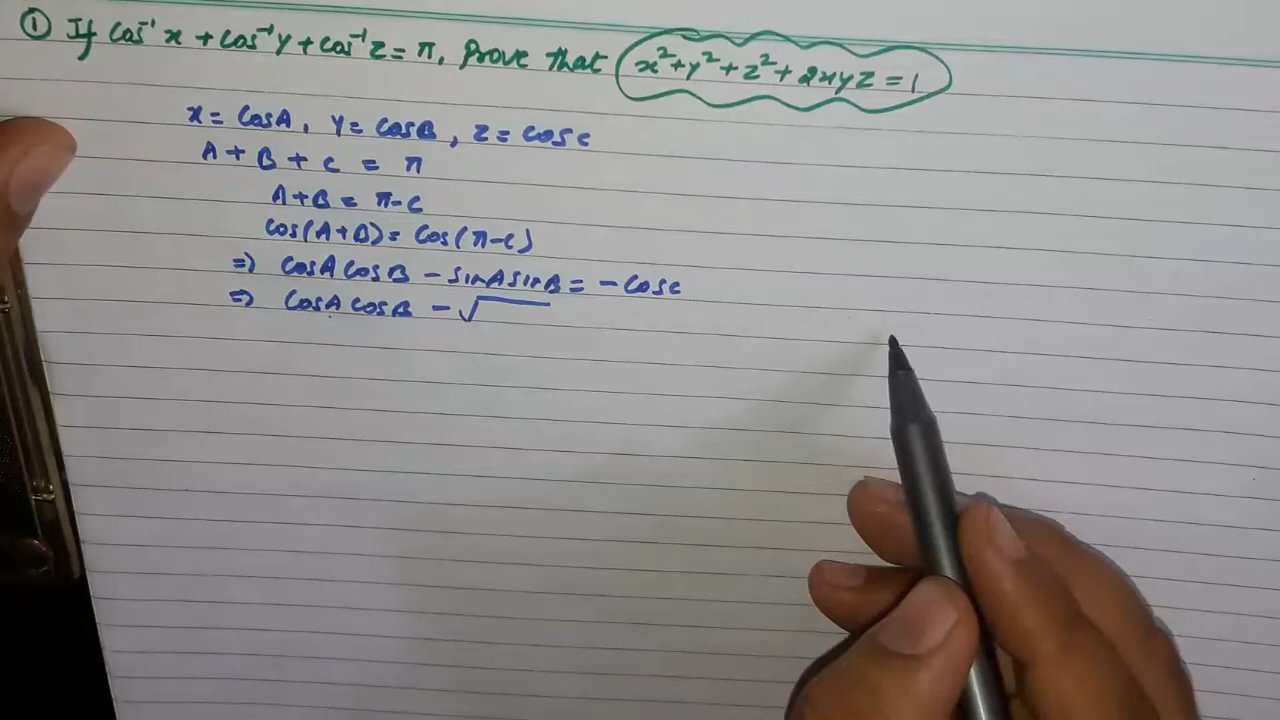 ① If Cos⁻¹x + Cos⁻¹y + Cos⁻¹z = π, Prove that x² + y² + z² + 2xyz = 1
x = CosA, y = CosB, z = Cosc
A + B + C = π
A+B = π-C
Cos(A+B) = Cos(π-C)
⇒ CosA CosB - SinA SinB = - Cosc
⇒ CosA CosB - √